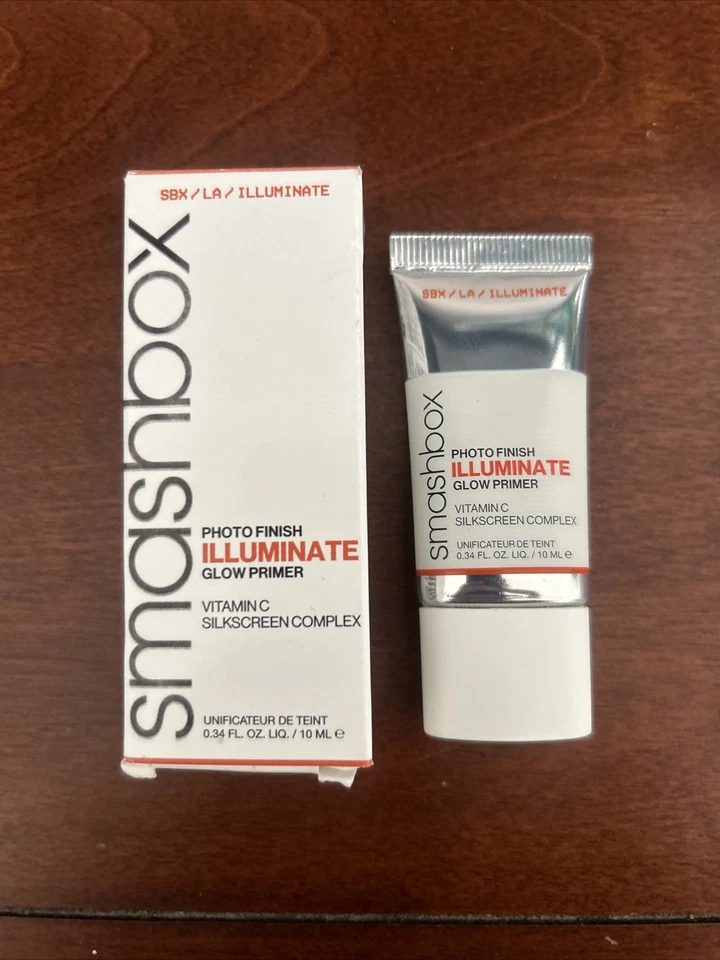 SBX/LA/ILLUMINATE
smashbox
PHOTO FINISH
ILLUMINATE
GLOW PRIMER
VITAMIN C
SILKSCREEN COMPLEX
UNIFICATEUR DE TEINT
0.34 FL. OZ. LIQ. / 10 ML ℮
SBX/LA/ILLUMINATE
smashbox
PHOTO FINISH
ILLUMINATE
GLOW PRIMER
VITAMIN C
SILKSCREEN COMPLEX
UNIFICATEUR DE TEINT
0.34 FL. OZ. LIQ. / 10 ML ℮